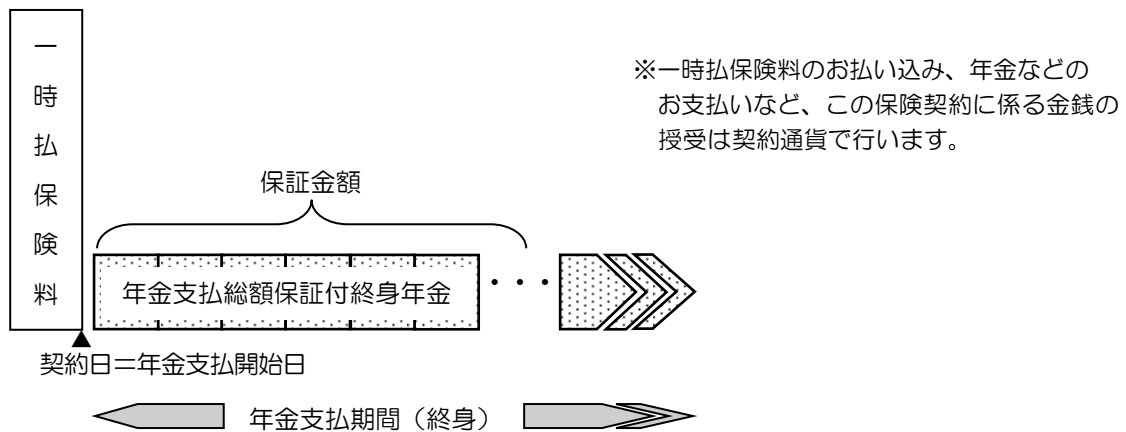 一時払保険料
※一時払保険料のお払い込み、年金などの
お支払いなど、この保険契約に係る金銭の
授受は契約通貨で行います。
保証金額
年金支払総額保証付終身年金
・・・
契約日＝年金支払開始日
年金支払期間（終身）